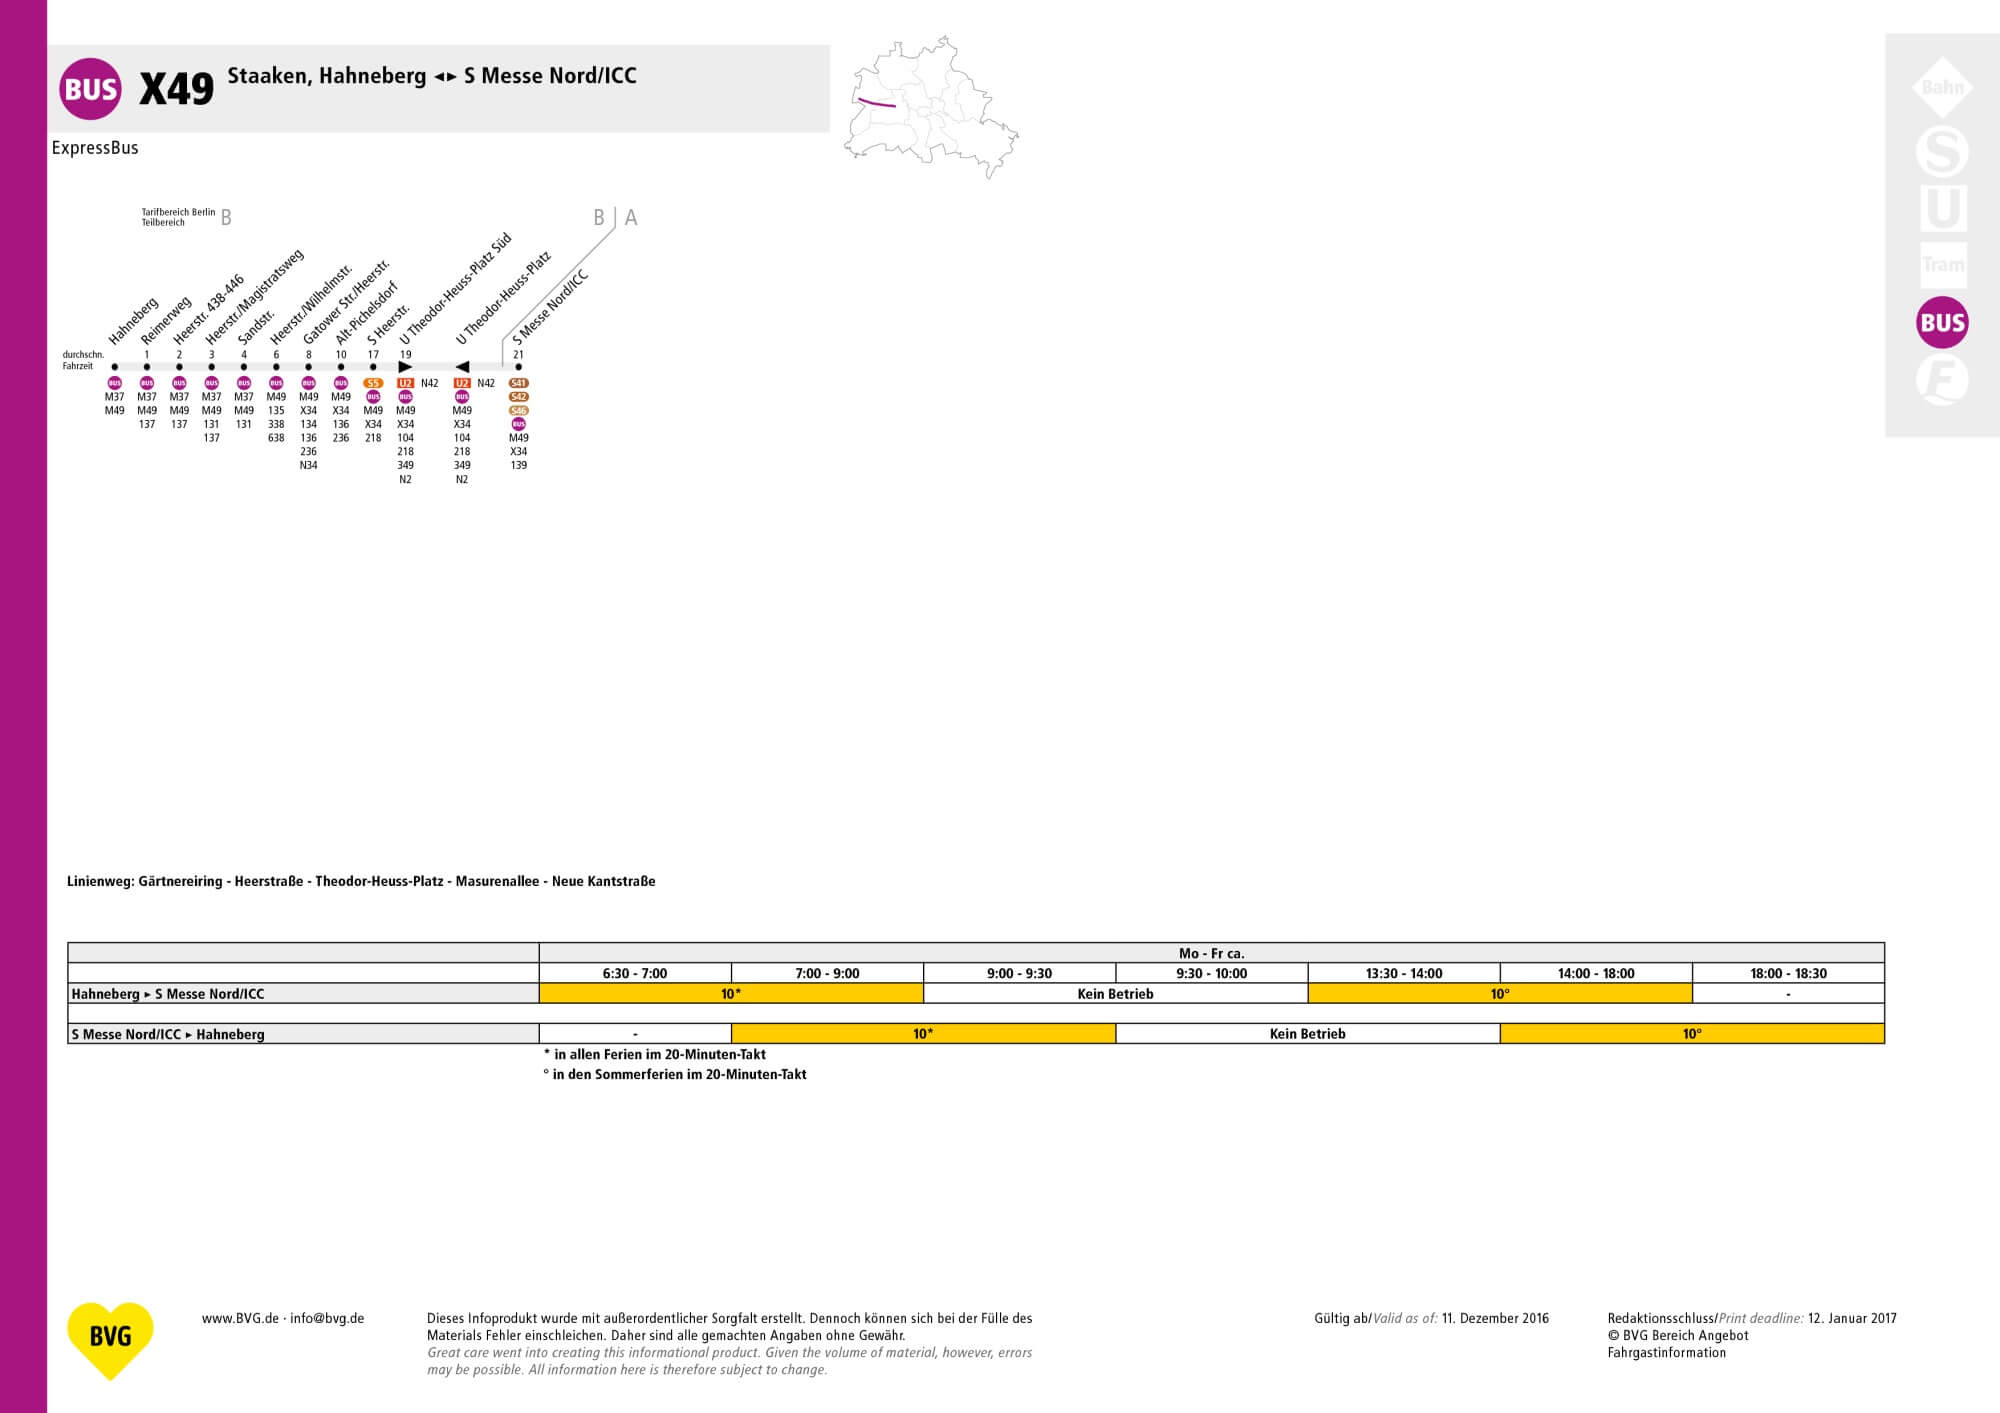 BUS X49 Staaken, Hahneberg ◄► S Messe Nord/ICC
ExpressBus
Bahn
S
U
Tram
BUS
F
Tarifbereich Berlin B
Teilbereich
B | A
Hahneberg
Reimerweg
Heerstr. 438-446
Heerstr./Magistratsweg
Sandstr.
Heerstr./Wilhelmstr.
Gatower Str./Heerstr.
Alt-Pichelsdorf
S Heerstr.
U Theodor-Heuss-Platz Süd
U Theodor-Heuss-Platz
S Messe Nord/ICC
durchschn. 1 2 3 4 6 8 10 17 19 21
Fahrzeit
BUS BUS BUS BUS BUS BUS BUS BUS S5 U2 N42 U2 N42 S41
M37 M37 M37 M37 M37 M49 M49 M49 BUS BUS BUS S42
M49 M49 M49 M49 M49 135 X34 X34 M49 M49 M49 S46
137 137 131 131 338 134 136 X34 X34 X34 BUS
137 638 136 236 218 104 104 M49
236 218 218 X34
N34 349 349 139
N2 N2
Linienweg: Gärtnereiring - Heerstraße - Theodor-Heuss-Platz - Masurenallee - Neue Kantstraße
Mo - Fr ca.
6:30 - 7:00 7:00 - 9:00 9:00 - 9:30 9:30 - 10:00 13:30 - 14:00 14:00 - 18:00 18:00 - 18:30
Hahneberg ► S Messe Nord/ICC 10* Kein Betrieb 10° -
S Messe Nord/ICC ► Hahneberg - 10* Kein Betrieb 10°
* in allen Ferien im 20-Minuten-Takt
° in den Sommerferien im 20-Minuten-Takt
BVG
www.BVG.de · info@bvg.de
Dieses Infoprodukt wurde mit außerordentlicher Sorgfalt erstellt. Dennoch können sich bei der Fülle des
Materials Fehler einschleichen. Daher sind alle gemachten Angaben ohne Gewähr.
Great care went into creating this informational product. Given the volume of material, however, errors
may be possible. All information here is therefore subject to change.
Gültig ab/Valid as of: 11. Dezember 2016
Redaktionsschluss/Print deadline: 12. Januar 2017
© BVG Bereich Angebot
Fahrgastinformation